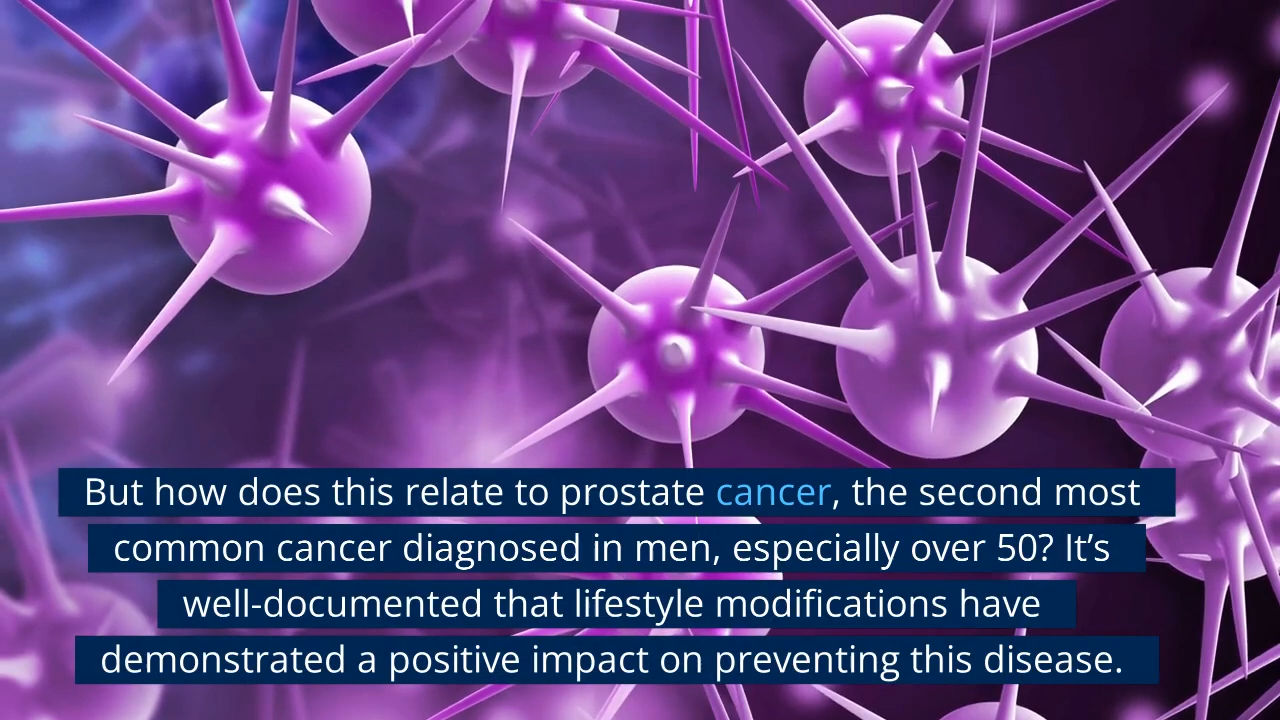 But how does this relate to prostate cancer, the second most
common cancer diagnosed in men, especially over 50? It’s
well-documented that lifestyle modifications have
demonstrated a positive impact on preventing this disease.